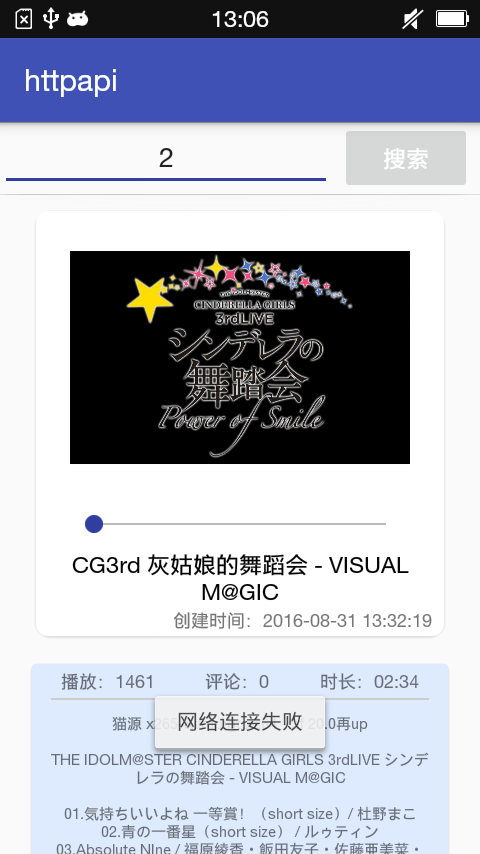 13:06
httpapi
2
搜索
THE IDOLM@STER
CINDERELLA GIRLS
3rdLIVE
シンデレラの
舞踏会
Power of Smile
CG3rd 灰姑娘的舞蹈会 - VISUAL
M@GIC
创建时间：2016-08-31 13:32:19
播放：1461 评论：0 时长：02:34
猫源 x265 20.0再up
网络连接失败
THE IDOLM@STER CINDERELLA GIRLS 3rdLIVE シンデ
レラの舞踏会 - VISUAL M@GIC
01.気持ちいいよね 一等賞！（short size）/ 杜野まこ
02.青の一番星（short size） / ルゥティン
03.Absolute NIne / 福原綾香・飯田友子・佐藤亜美菜・